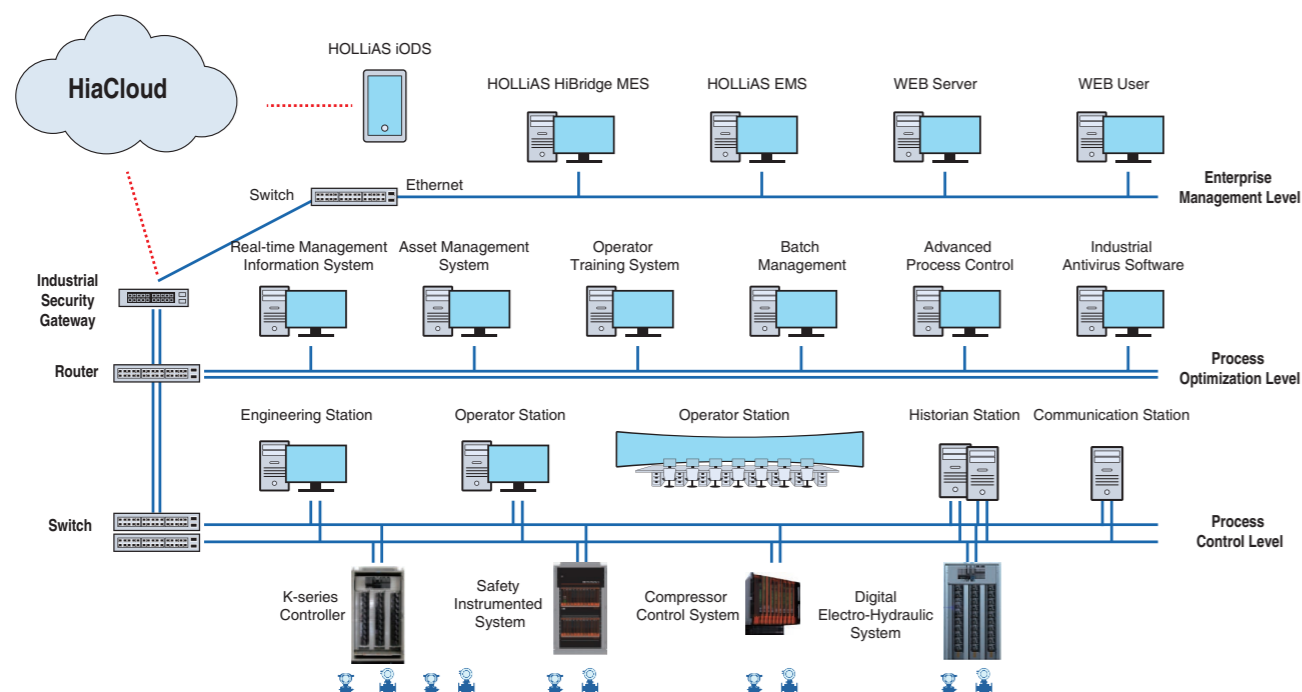 HOLLiAS iODS
HiaCloud
HOLLiAS HiBridge MES
HOLLiAS EMS
WEB Server
WEB User
Switch
Ethernet
Enterprise
Management Level
Real-time Management
Information System
Asset Management
System
Operator
Training System
Batch
Management
Advanced
Process Control
Industrial
Antivirus Software
Industrial
Security
Gateway
Router
Process
Optimization Level
Engineering Station
Operator Station
Operator Station
Historian Station
Communication Station
Switch
Process
Control Level
K-series
Controller
Safety
Instrumented
System
Compressor
Control System
Digital
Electro-Hydraulic
System